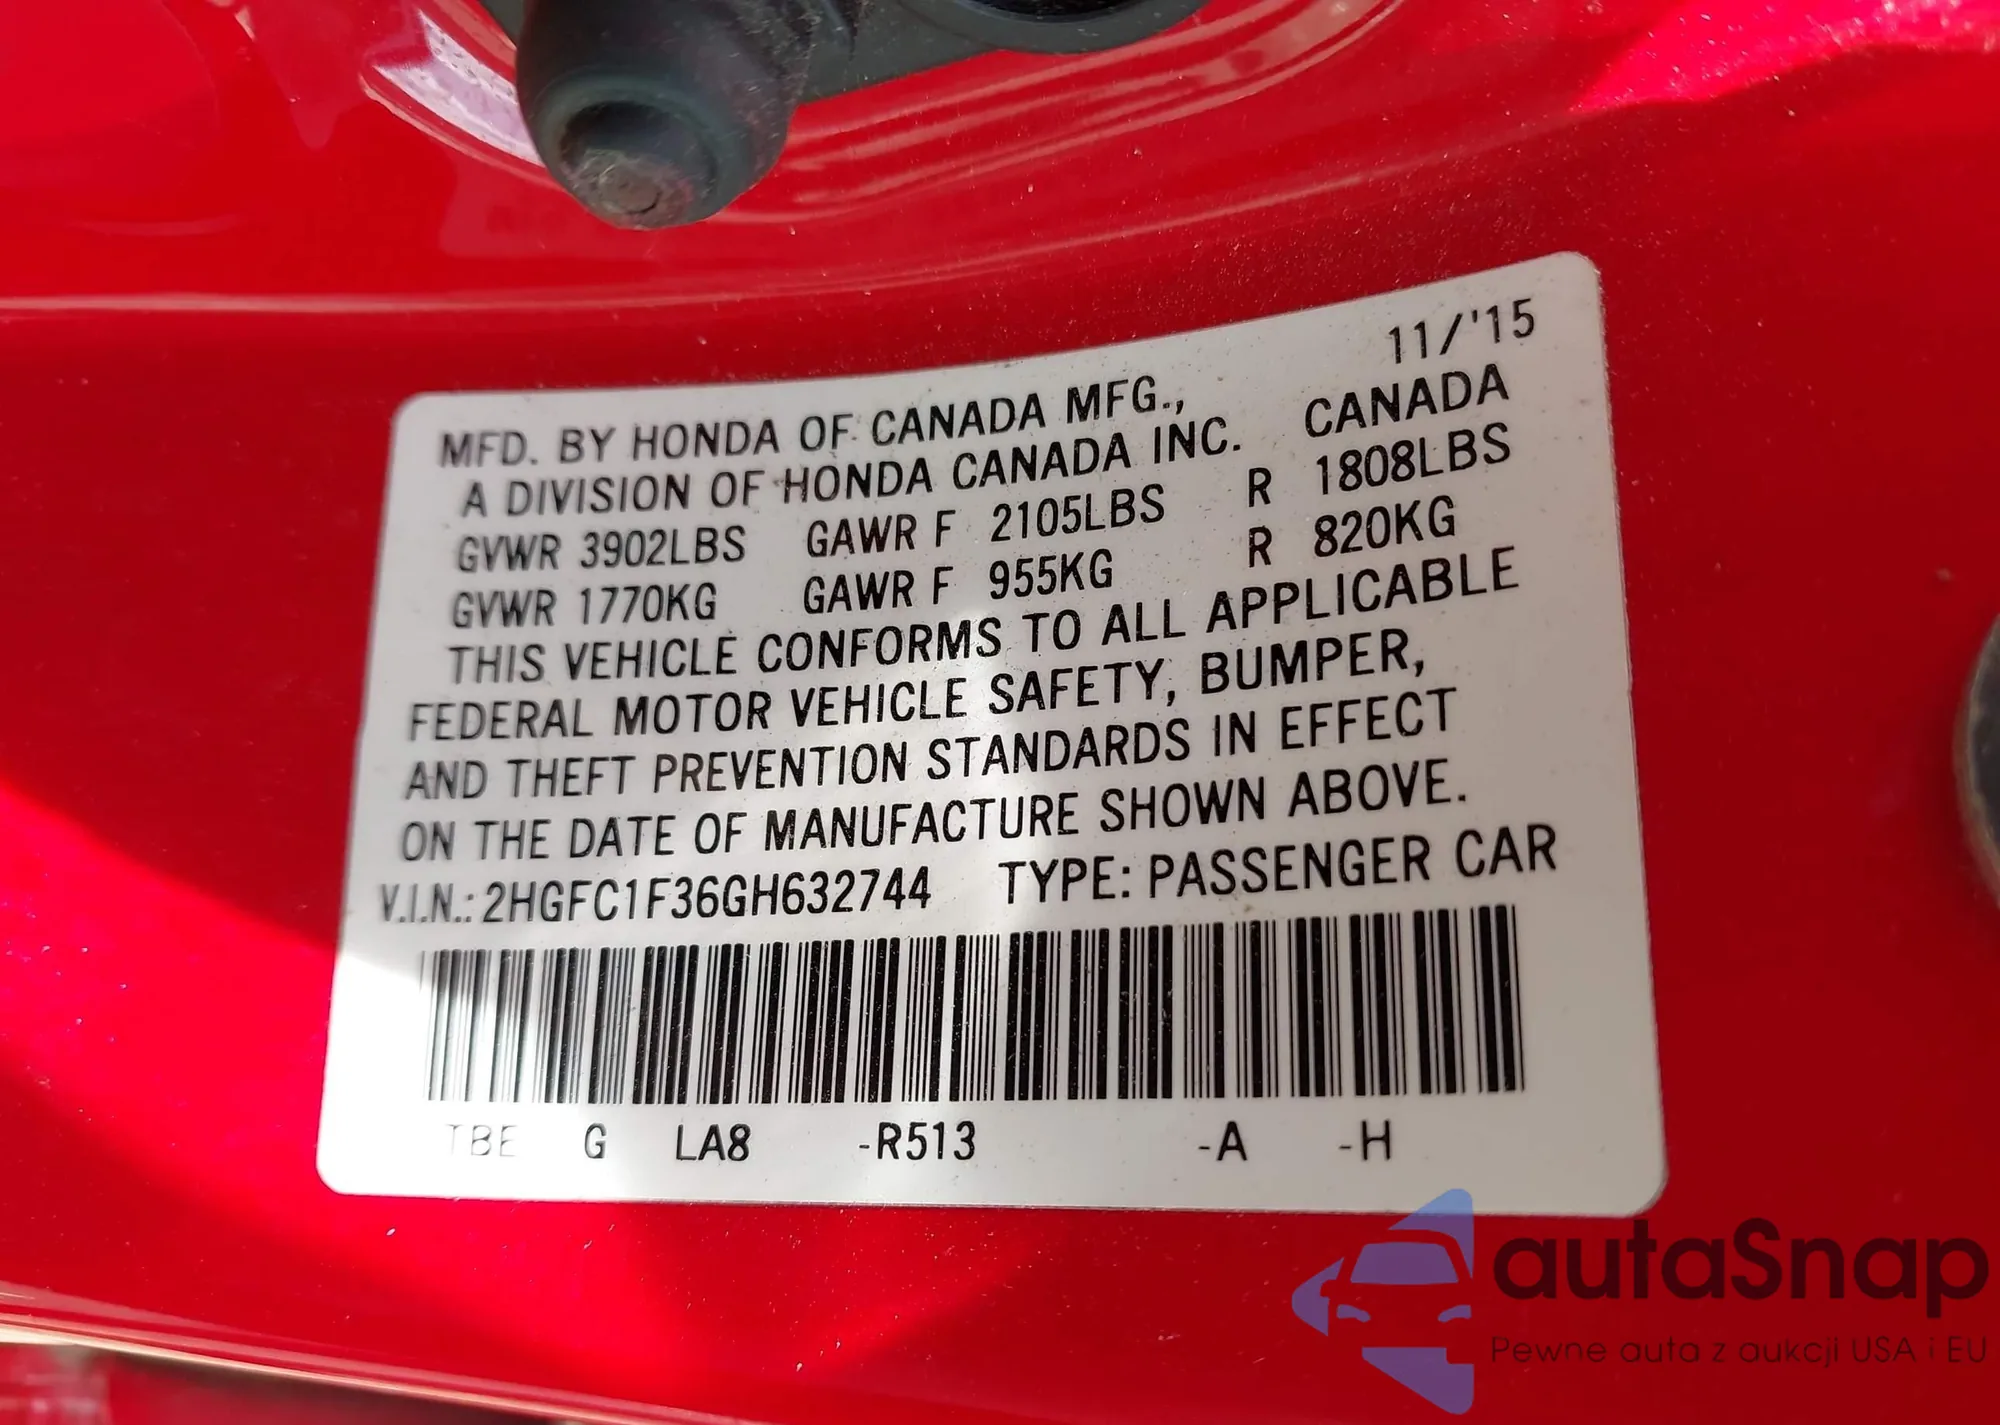 11/'15
MFD. BY HONDA OF CANADA MFG.,
A DIVISION OF HONDA CANADA INC. CANADA
GVWR 3902LBS GAWR F 2105LBS R 1808LBS
GVWR 1770KG GAWR F 955KG R 820KG
THIS VEHICLE CONFORMS TO ALL APPLICABLE
FEDERAL MOTOR VEHICLE SAFETY, BUMPER,
AND THEFT PREVENTION STANDARDS IN EFFECT
ON THE DATE OF MANUFACTURE SHOWN ABOVE.
V.I.N.: 2HGFC1F36GH632744 TYPE: PASSENGER CAR
TBE G LA8 -R513 -A -H
autaSnap
Pewne auta z aukcji USA i EU